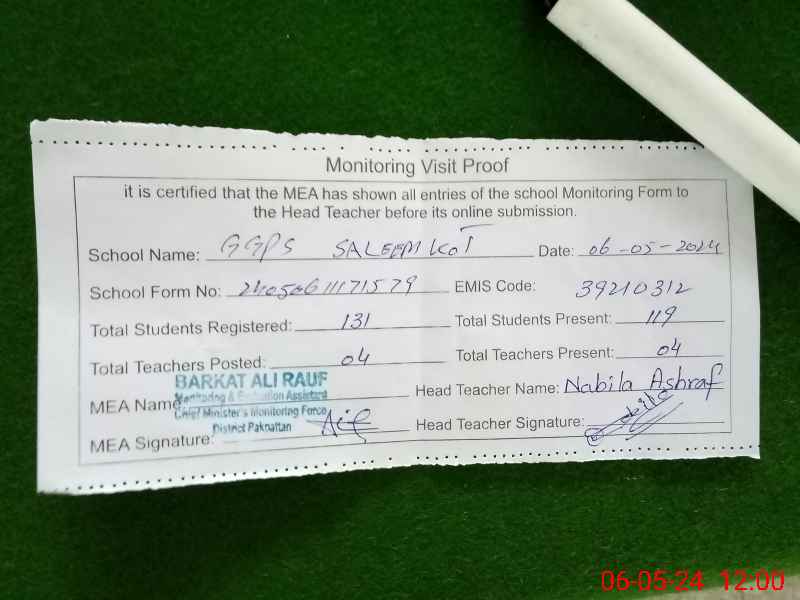 Monitoring Visit Proof
it is certified that the MEA has shown all entries of the school Monitoring Form to
the Head Teacher before its online submission.
School Name: GGPS SALEEM KOT Date: 06-05-2024
School Form No: EMIS Code: 39210312
Total Students Registered: 131 Total Students Present: 119
Total Teachers Posted: 04 Total Teachers Present: 04
BARKAT ALI RAUF
Monitoring & Evaluation Assistant
MEA Name Head Teacher Name: Nabila Ashraf
Chief Minister's Monitoring Force
District Pakpattan
MEA Signature: Head Teacher Signature: Nabila
06-05-24 12:00